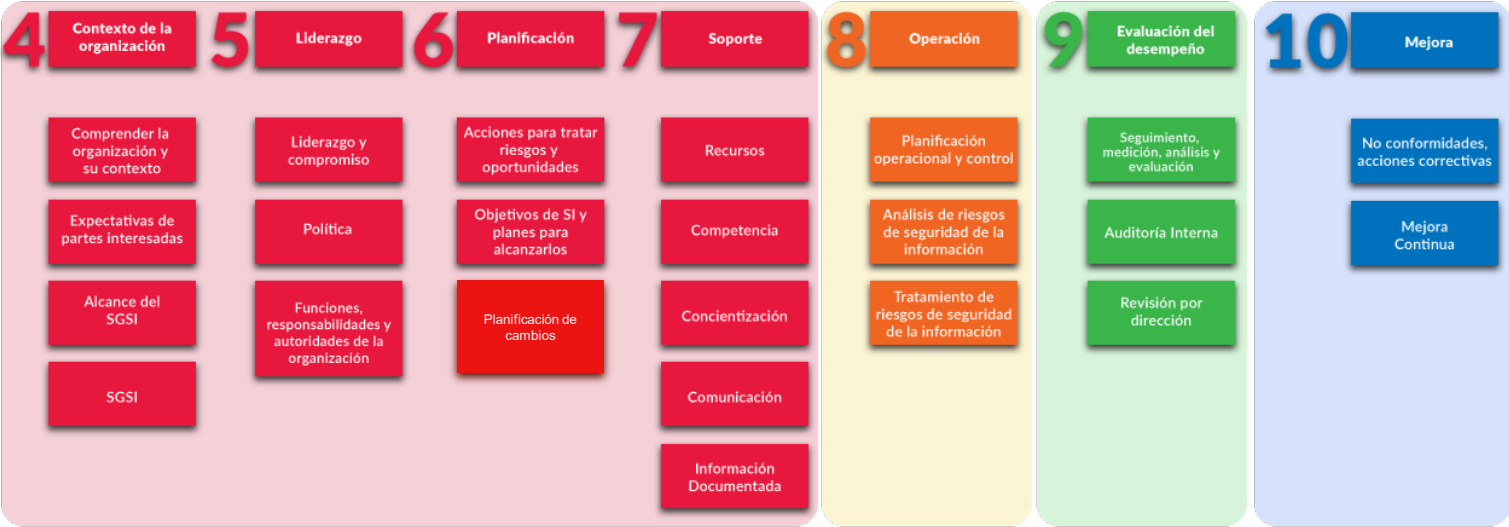 4
Contexto de la
organización
Comprender la
organización y
su contexto
Expectativas de
partes interesadas
Alcance del
SGSI
SGSI
5
Liderazgo
Liderazgo y
compromiso
Política
Funciones,
responsabilidades y
autoridades de la
organización
6
Planificación
Acciones para tratar
riesgos y
oportunidades
Objetivos de SI y
planes para
alcanzarlos
Planificación de
cambios
7
Soporte
Recursos
Competencia
Concientización
Comunicación
Información
Documentada
8
Operación
Planificación
operacional y control
Análisis de riesgos
de seguridad de la
información
Tratamiento de
riesgos de seguridad
de la información
9
Evaluación del
desempeño
Seguimiento,
medición, análisis y
evaluación
Auditoría Interna
Revisión por
dirección
10
Mejora
No conformidades,
acciones correctivas
Mejora
Continua